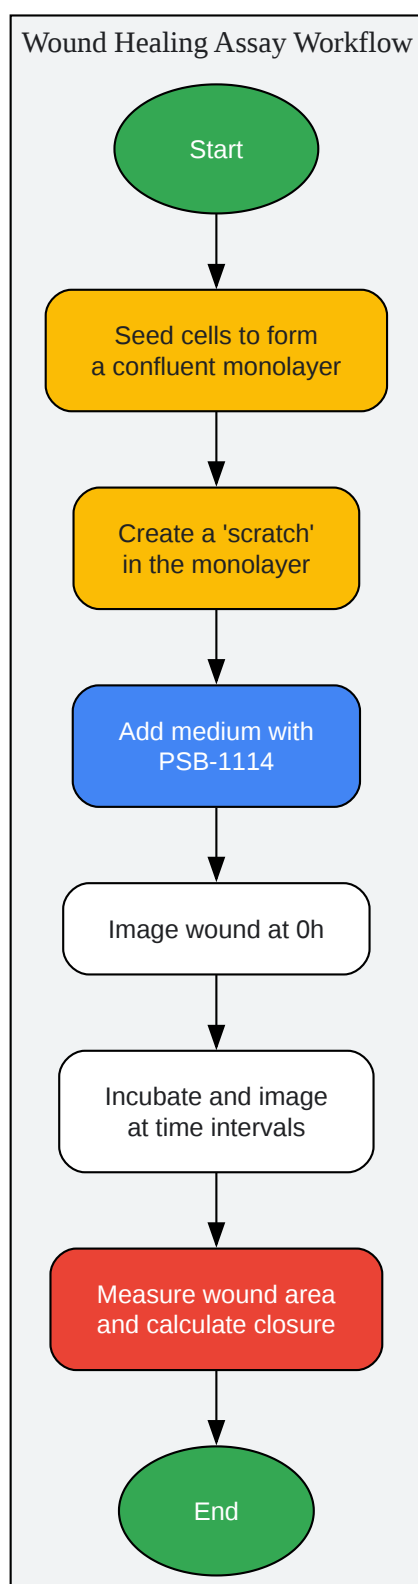 Wound Healing Assay Workflow
Start
Seed cells to form
a confluent monolayer
Create a 'scratch'
in the monolayer
Add medium with
PSB-1114
Image wound at 0h
Incubate and image
at time intervals
Measure wound area
and calculate closure
End